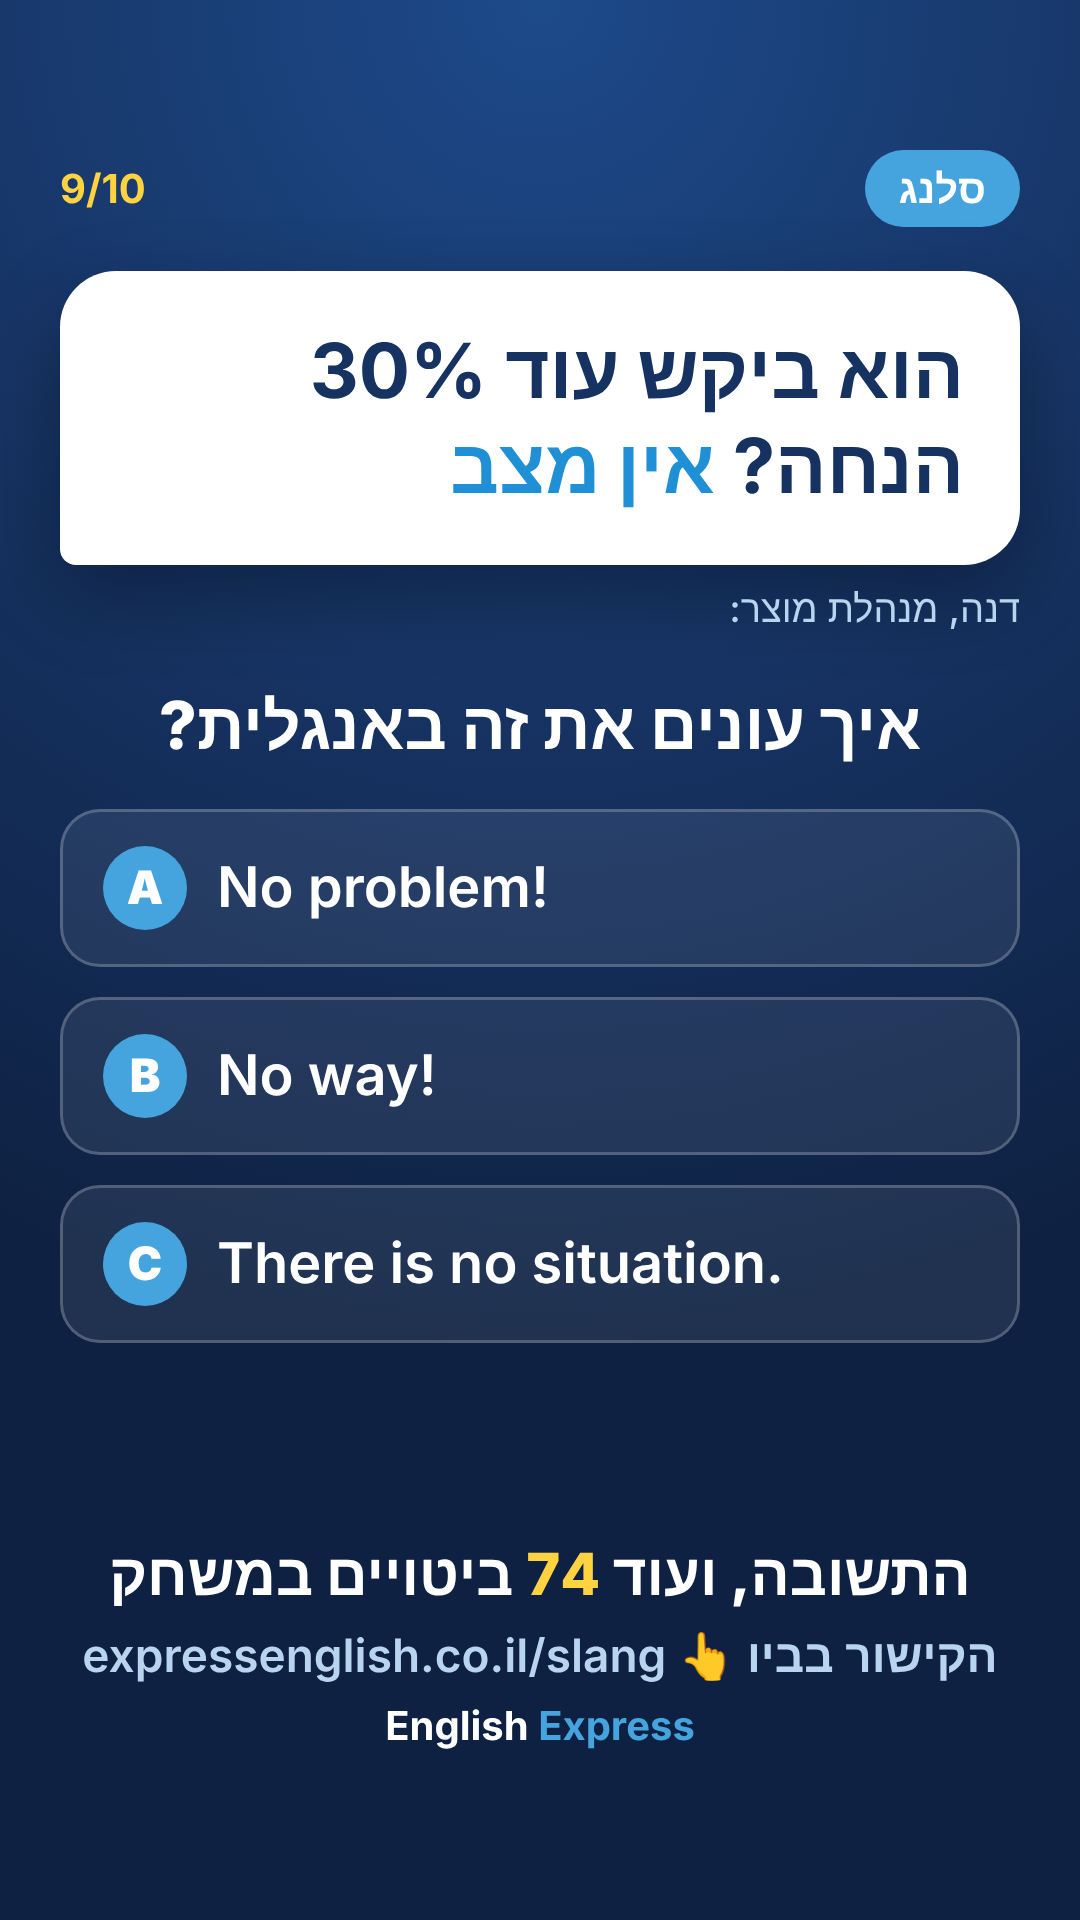 סלנג
9/10
הוא ביקש עוד 30%
הנחה? אין מצב
דנה, מנהלת מוצר:
איך עונים את זה באנגלית?
A No problem!
B No way!
C There is no situation.
התשובה, ועוד 74 ביטויים במשחק
הקישור בביו 👆 expressenglish.co.il/slang
English Express